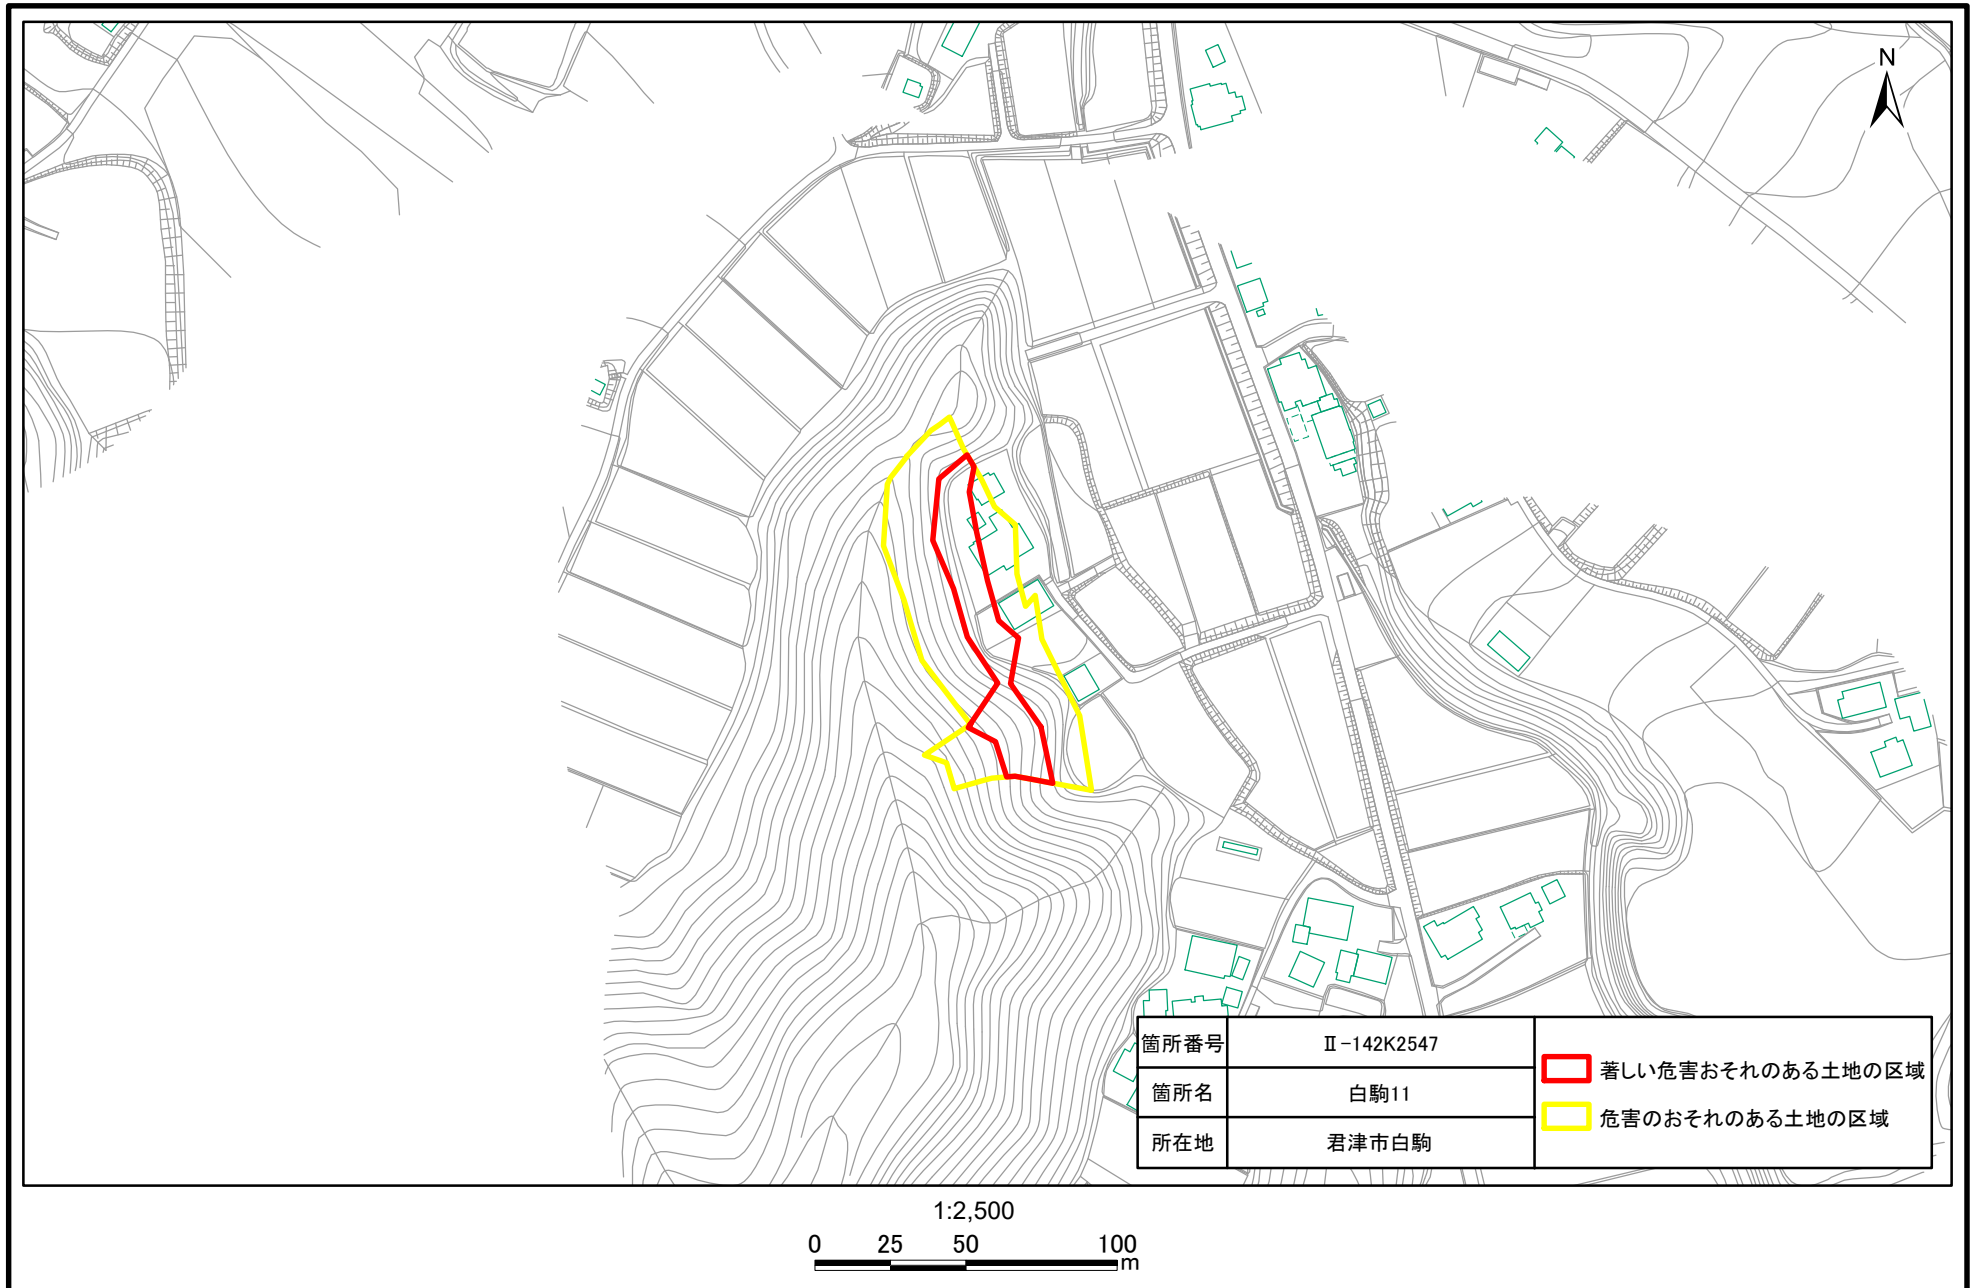 N
箇所番号 Ⅱ-142K2547
箇所名 白駒11
所在地 君津市白駒
著しい危害おそれのある土地の区域
危害のおそれのある土地の区域
1:2,500
0 25 50 100
m